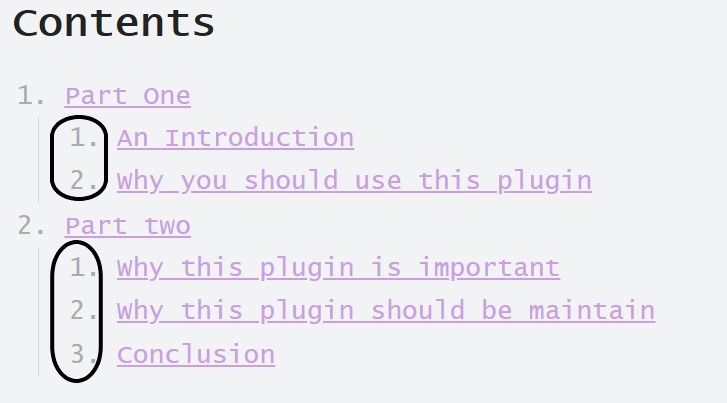 Contents
1. Part One
1. An Introduction
2. Why you should use this plugin
2. Part two
1. Why this plugin is important
2. Why this plugin should be maintain
3. Conclusion